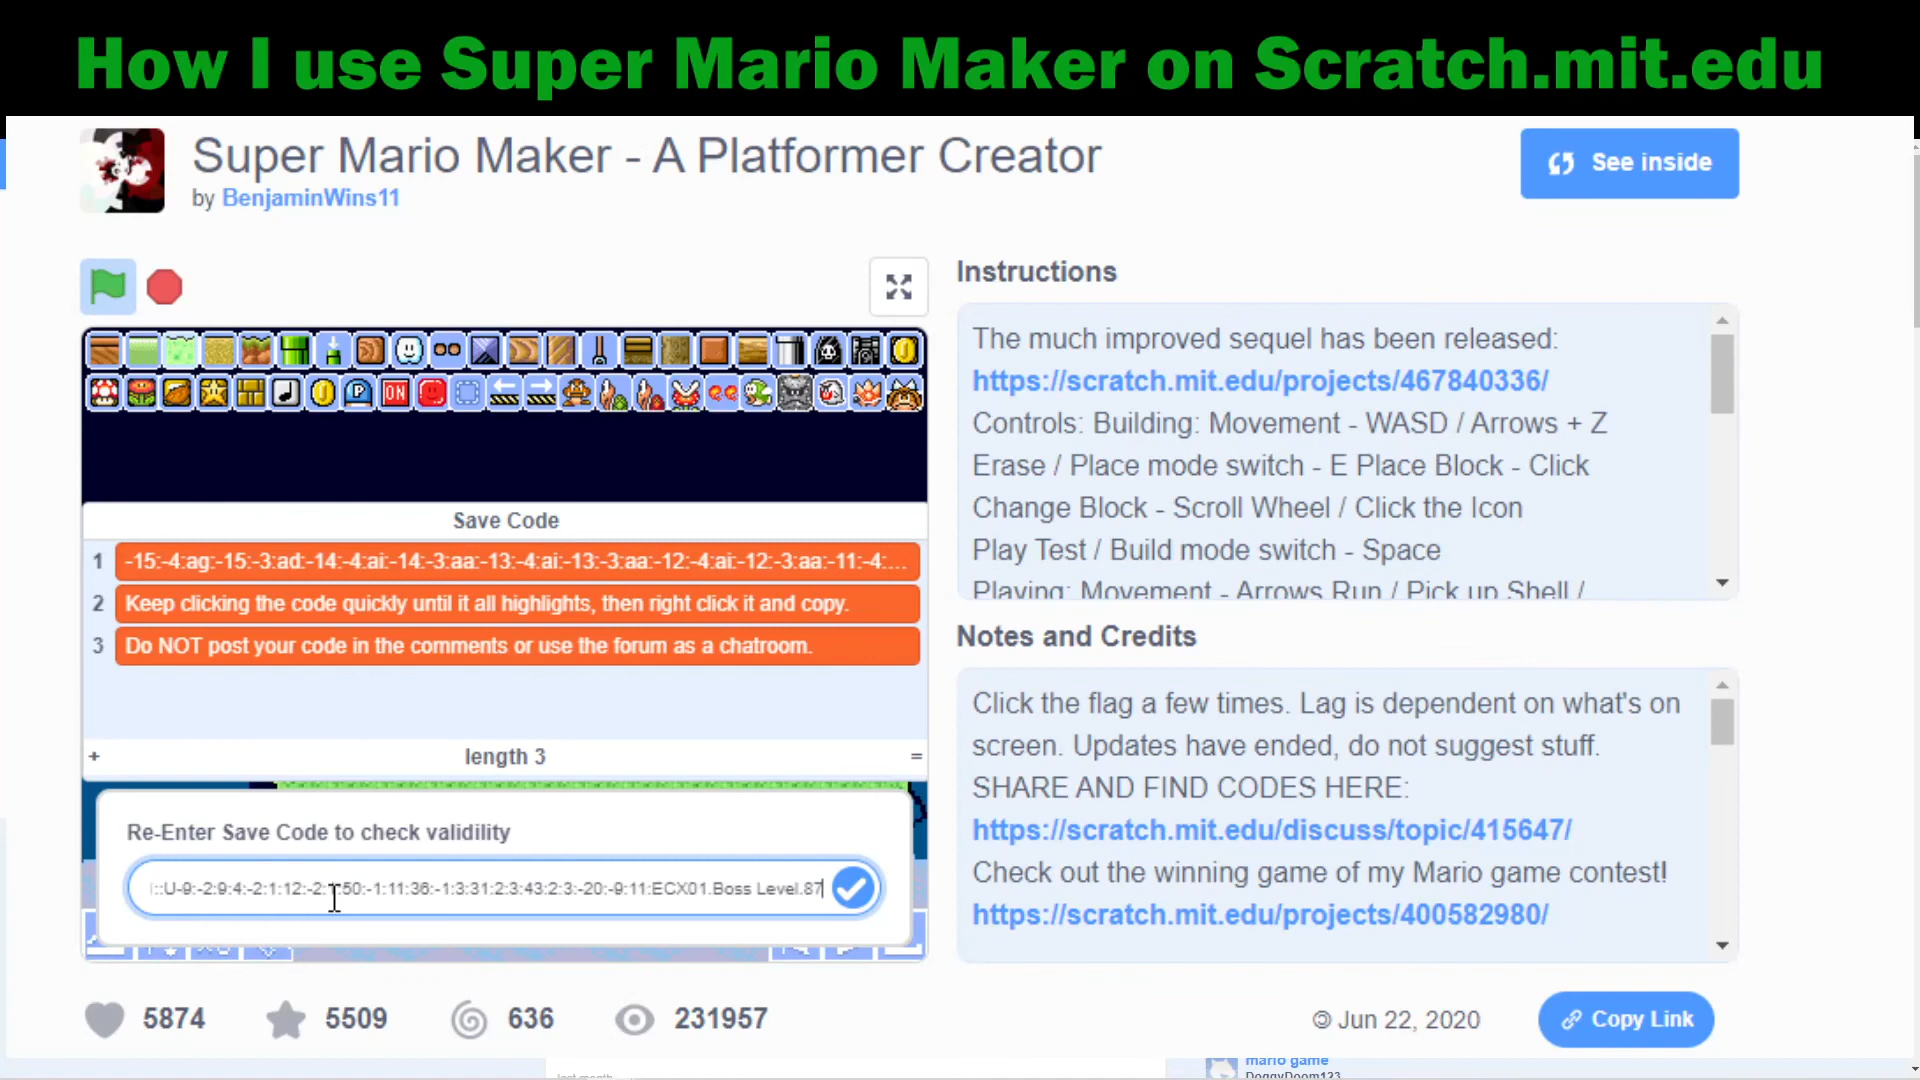 How I use Super Mario Maker on Scratch.mit.edu
Super Mario Maker - A Platformer Creator
by BenjaminWins11
See inside
Instructions
The much improved sequel has been released:
https://scratch.mit.edu/projects/467840336/
Controls: Building: Movement - WASD / Arrows + Z
Erase / Place mode switch - E Place Block - Click
Change Block - Scroll Wheel / Click the Icon
Play Test / Build mode switch - Space
Playing: Movement - Arrows Run / Pick up Shell /
ON
Save Code
1 -15:-4:ag:-15:-3:ad:-14:-4:ai:-14:-3:aa:-13:-4:ai:-13:-3:aa:-12:-4:ai:-12:-3:aa:-11:-4:...
2 Keep clicking the code quickly until it all highlights, then right click it and copy.
3 Do NOT post your code in the comments or use the forum as a chatroom.
+ length 3 =
Re-Enter Save Code to check validility
50:-1:11:36:-1:3:31:2:3:43:2:3:-20:-9:11:ECX01.Boss Level.87
Notes and Credits
Click the flag a few times. Lag is dependent on what's on
screen. Updates have ended, do not suggest stuff.
SHARE AND FIND CODES HERE:
https://scratch.mit.edu/discuss/topic/415647/
Check out the winning game of my Mario game contest!
https://scratch.mit.edu/projects/400582980/
5874 5509 636 231957
Jun 22, 2020
Copy Link
mario game
DoggyDoom123